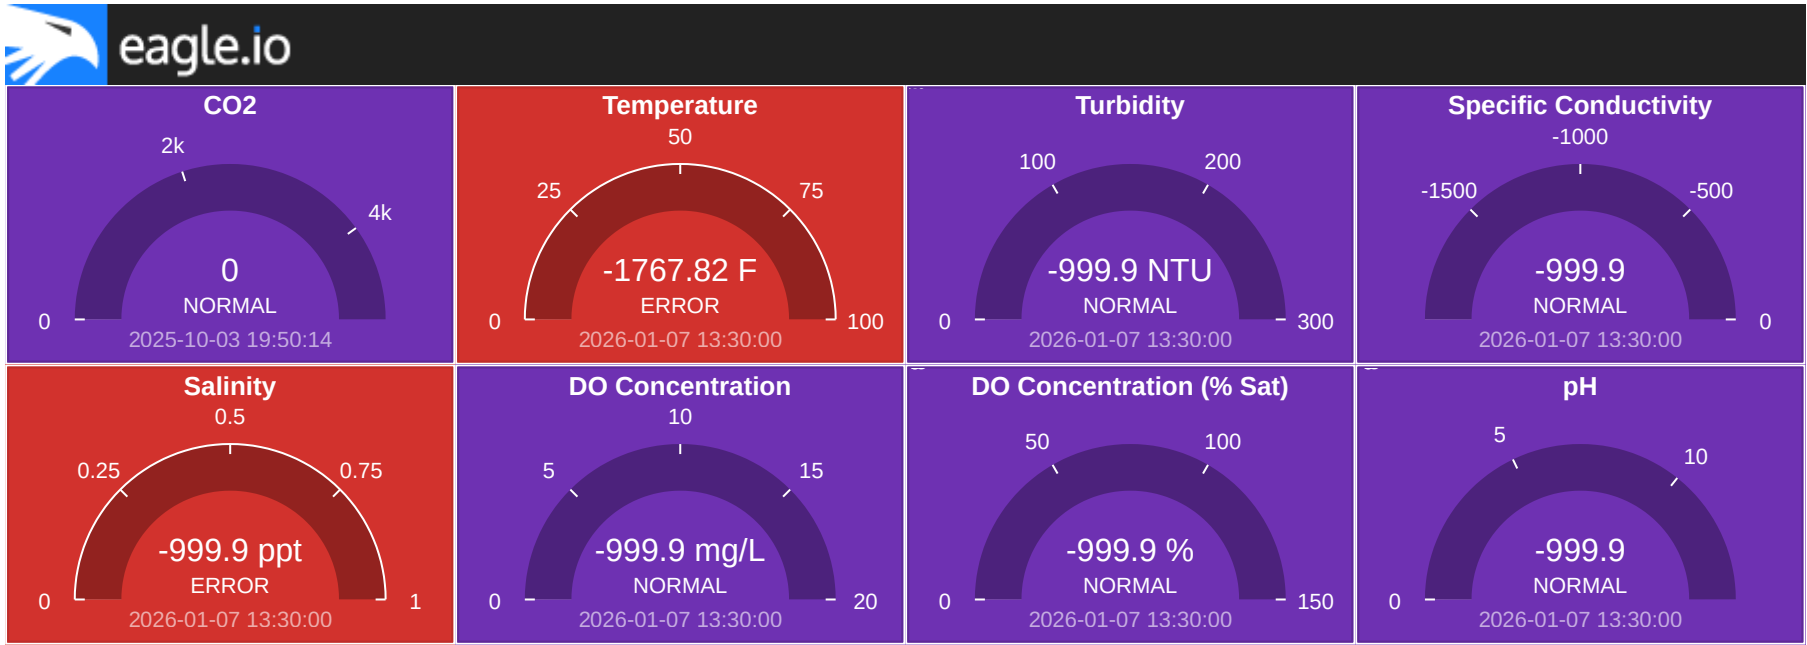 eagle.io
CO2
2k
4k
0
0
NORMAL
2025-10-03 19:50:14
Temperature
50
25
75
-1767.82 F
ERROR
0
100
2026-01-07 13:30:00
Turbidity
100
200
-999.9 NTU
NORMAL
0
300
2026-01-07 13:30:00
Specific Conductivity
-1000
-1500
-500
-999.9
NORMAL
0
2026-01-07 13:30:00
Salinity
0.5
0.25
0.75
-999.9 ppt
ERROR
0
1
2026-01-07 13:30:00
DO Concentration
10
5
15
-999.9 mg/L
NORMAL
0
20
2026-01-07 13:30:00
DO Concentration (% Sat)
50
100
-999.9 %
NORMAL
0
150
2026-01-07 13:30:00
pH
5
10
-999.9
NORMAL
0
2026-01-07 13:30:00